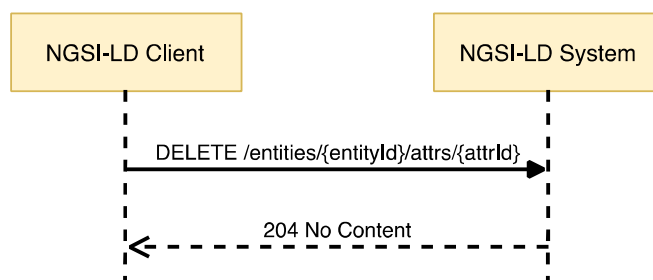 NGSI-LD Client
NGSI-LD System
DELETE /entities/{entityId}/attrs/{attrId}
204 No Content